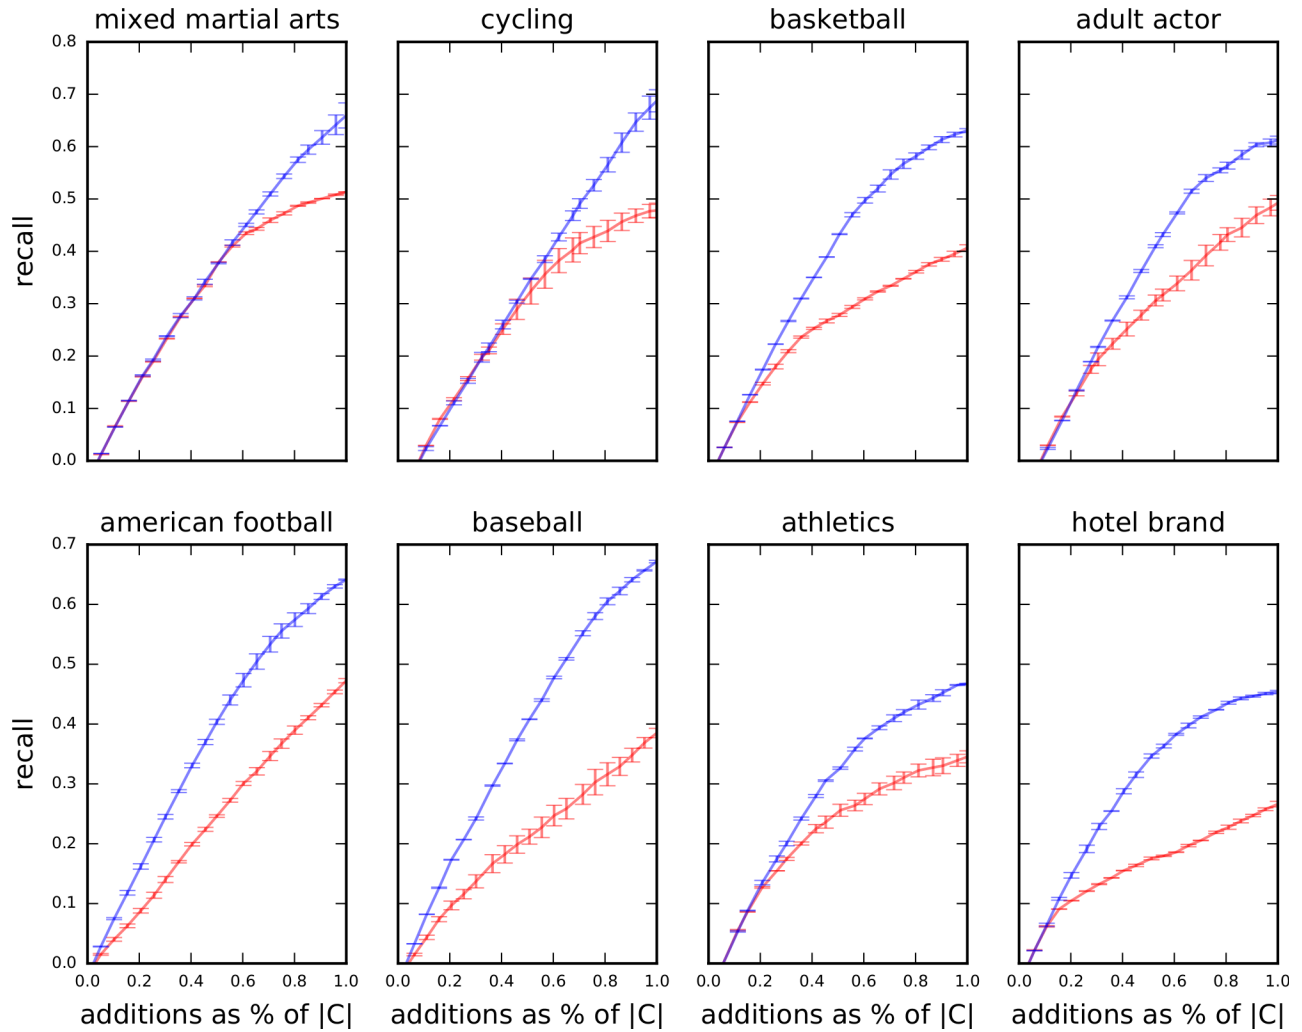 mixed martial arts
cycling
basketball
adult actor
0.8
0.7
0.6
0.5
0.4
0.3
0.2
0.1
0.0
recall
american football
baseball
athletics
hotel brand
0.7
0.6
0.5
0.4
0.3
0.2
0.1
0.0
recall
0.0 0.2 0.4 0.6 0.8 1.0
0.0 0.2 0.4 0.6 0.8 1.0
0.0 0.2 0.4 0.6 0.8 1.0
0.0 0.2 0.4 0.6 0.8 1.0
additions as % of |C|
additions as % of |C|
additions as % of |C|
additions as % of |C|